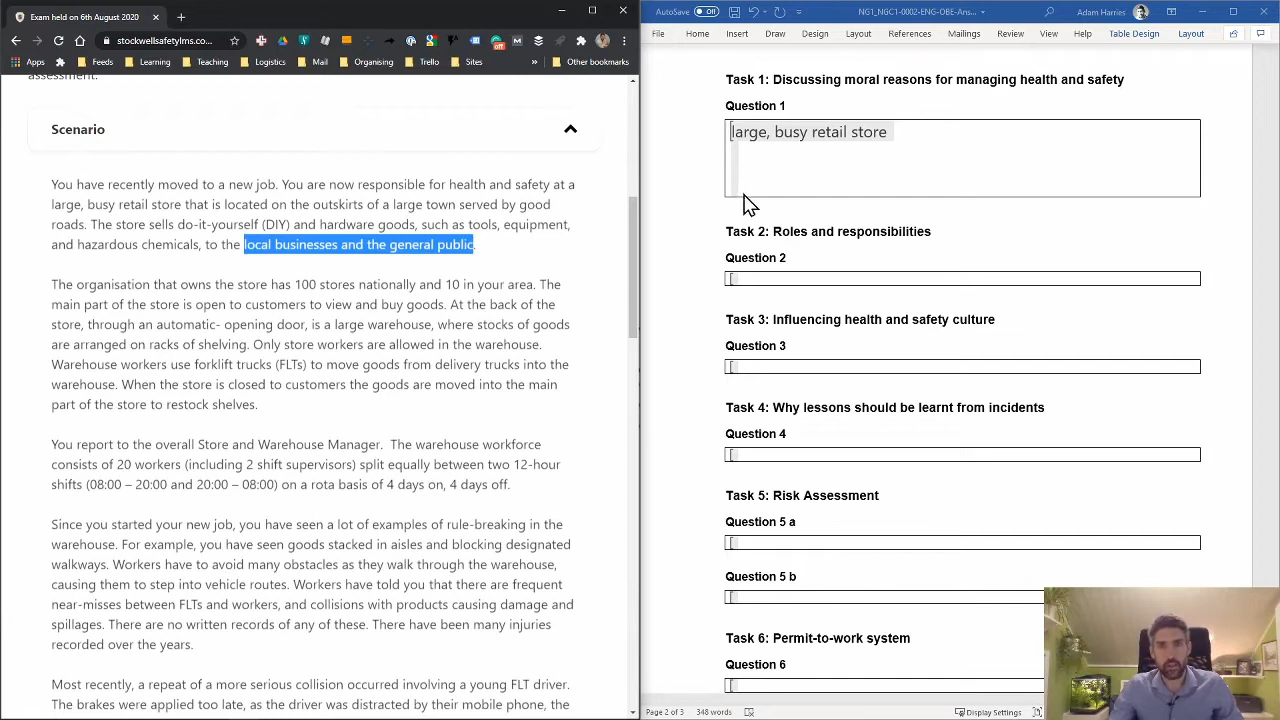 Exam held on 6th August 2020
AutoSave
Off
NG1_NGC1-0002-ENG-OBE-Ans...
Adam Harries
stockwellsafetylms.co...
off
File
Home
Insert
Draw
Design
Layout
References
Mailings
Review
View
Help
Table Design
Layout
Apps
Feeds
Learning
Teaching
Logistics
Mail
Organising
Trello
Sites
»
Other bookmarks
assessment.
Scenario
You have recently moved to a new job. You are now responsible for health and safety at a
large, busy retail store that is located on the outskirts of a large town served by good
roads. The store sells do-it-yourself (DIY) and hardware goods, such as tools, equipment,
and hazardous chemicals, to the local businesses and the general public.
The organisation that owns the store has 100 stores nationally and 10 in your area. The
main part of the store is open to customers to view and buy goods. At the back of the
store, through an automatic- opening door, is a large warehouse, where stocks of goods
are arranged on racks of shelving. Only store workers are allowed in the warehouse.
Warehouse workers use forklift trucks (FLTs) to move goods from delivery trucks into the
warehouse. When the store is closed to customers the goods are moved into the main
part of the store to restock shelves.
You report to the overall Store and Warehouse Manager.  The warehouse workforce
consists of 20 workers (including 2 shift supervisors) split equally between two 12-hour
shifts (08:00 – 20:00 and 20:00 – 08:00) on a rota basis of 4 days on, 4 days off.
Since you started your new job, you have seen a lot of examples of rule-breaking in the
warehouse. For example, you have seen goods stacked in aisles and blocking designated
walkways. Workers have to avoid many obstacles as they walk through the warehouse,
causing them to step into vehicle routes. Workers have told you that there are frequent
near-misses between FLTs and workers, and collisions with products causing damage and
spillages. There are no written records of any of these. There have been many injuries
recorded over the years.
Most recently, a repeat of a more serious collision occurred involving a young FLT driver.
The brakes were applied too late, as the driver was distracted by their mobile phone, the
Task 1: Discussing moral reasons for managing health and safety
Question 1
large, busy retail store
Task 2: Roles and responsibilities
Question 2
Task 3: Influencing health and safety culture
Question 3
Task 4: Why lessons should be learnt from incidents
Question 4
Task 5: Risk Assessment
Question 5 a
Question 5 b
Task 6: Permit-to-work system
Question 6
Page 2 of 3
348 words
Display Settings